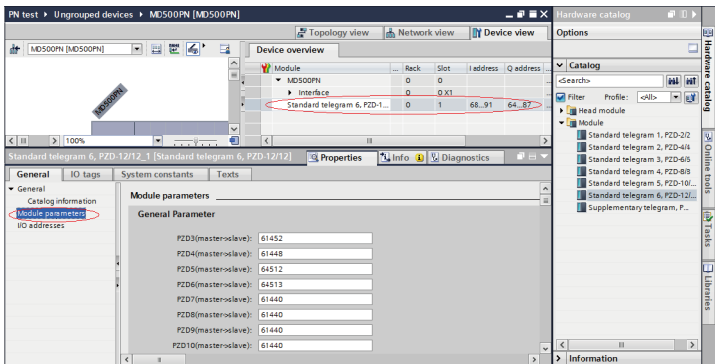 PN test ▸ Ungrouped devices ▸ MD500PN [MD500PN]
Topology view Network view Device view
MD500PN [MD500PN]
Device overview
Module ... Rack Slot I address Q address ...
MD500PN 0 0
Interface 0 0 X1
Standard telegram 6, PZD-1... 0 1 68...91 64...87
MD500PN
100%
Standard telegram 6, PZD-12/12_1 [Standard telegram 6, PZD-12/12]
Properties Info Diagnostics
General IO tags System constants Texts
General
Catalog information
Module parameters
I/O addresses
Module parameters
General Parameter
PZD3(master->slave): 61452
PZD4(master->slave): 61448
PZD5(master->slave): 64512
PZD6(master->slave): 64513
PZD7(master->slave): 61440
PZD8(master->slave): 61440
PZD9(master->slave): 61440
PZD10(master->slave): 61440
Hardware catalog
Options
Catalog
<Search>
Filter Profile: <All>
Head module
Module
Standard telegram 1, PZD-2/2
Standard telegram 2, PZD-4/4
Standard telegram 3, PZD-6/6
Standard telegram 4, PZD-8/8
Standard telegram 5, PZD-10/...
Standard telegram 6, PZD-12/...
Supplementary telegram, P...
Information
Hardware catalog
Online tools
Tasks
Libraries